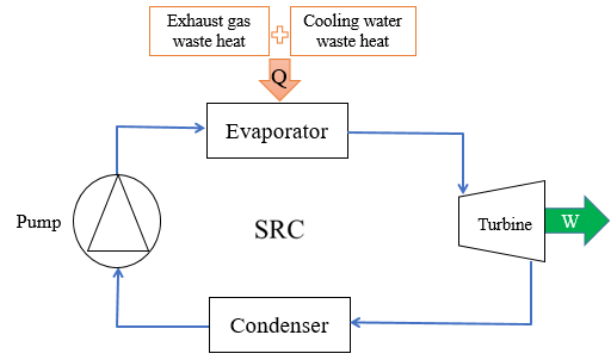 Exhaust gas
waste heat
Cooling water
waste heat
Q
Evaporator
Pump
SRC
Turbine
W
Condenser